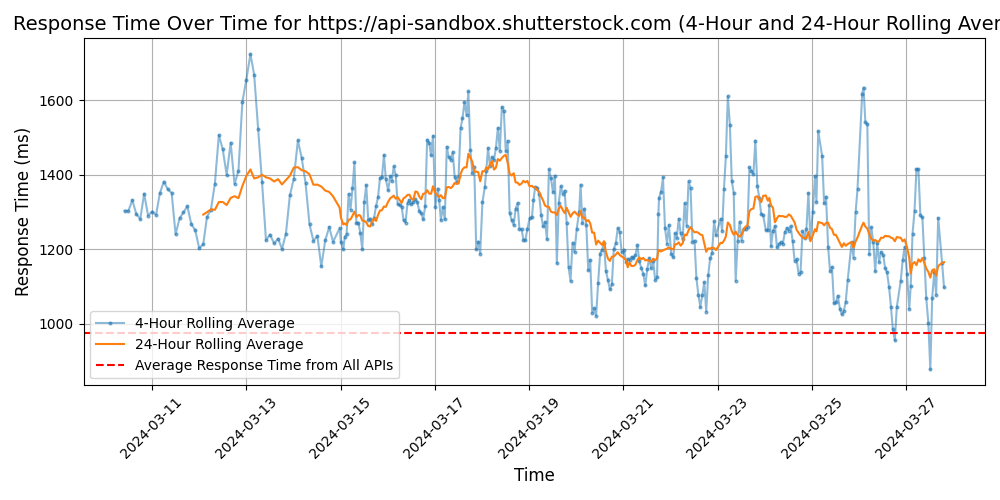 Response Time Over Time for https://api-sandbox.shutterstock.com (4-Hour and 24-Hour Rolling Aver
Response Time (ms)
1600
1400
1200
1000
4-Hour Rolling Average
24-Hour Rolling Average
Average Response Time from All APIs
2024-03-11
2024-03-13
2024-03-15
2024-03-17
2024-03-19
2024-03-21
2024-03-23
2024-03-25
2024-03-27
Time